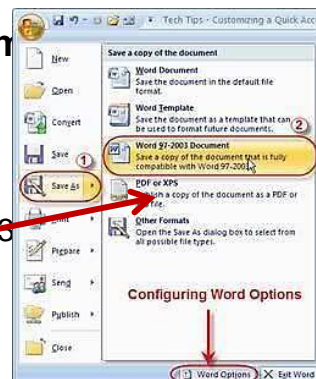 Tech Tips - Customizing a Quick Acc
New
Open
Convert
Save
1
Save As
Print
Prepare
Send
Publish
Close
Save a copy of the document
Word Document
Save the document in the default file
format.
Word Template
Save the document as a template that can
be used to format future documents.
2
Word 97-2003 Document
Save a copy of the document that is fully
compatible with Word 97-2003.
PDF or XPS
Publish a copy of the document as a PDF or
file.
Other Formats
Open the Save As dialog box to select from
all possible file types.
Configuring Word Options
Word Options
Exit Word